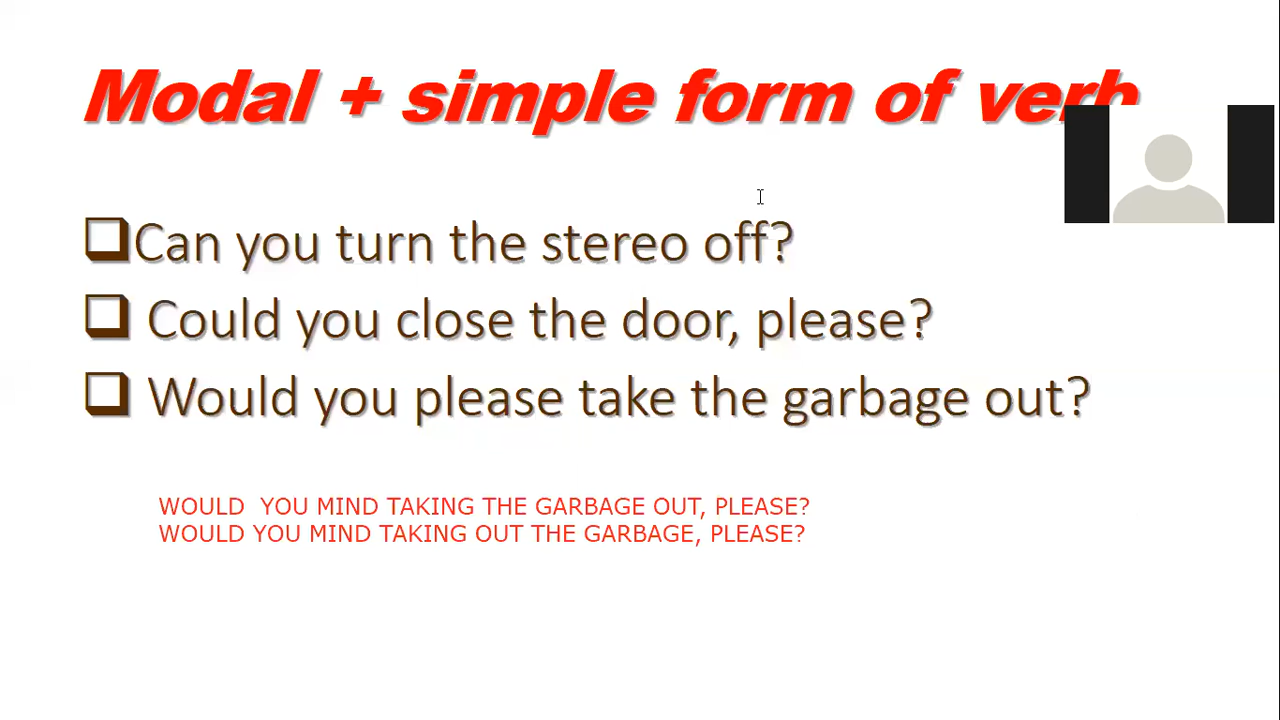 Modal + simple form of verb
Can you turn the stereo off?
Could you close the door, please?
Would you please take the garbage out?
WOULD YOU MIND TAKING THE GARBAGE OUT, PLEASE?
WOULD YOU MIND TAKING OUT THE GARBAGE, PLEASE?